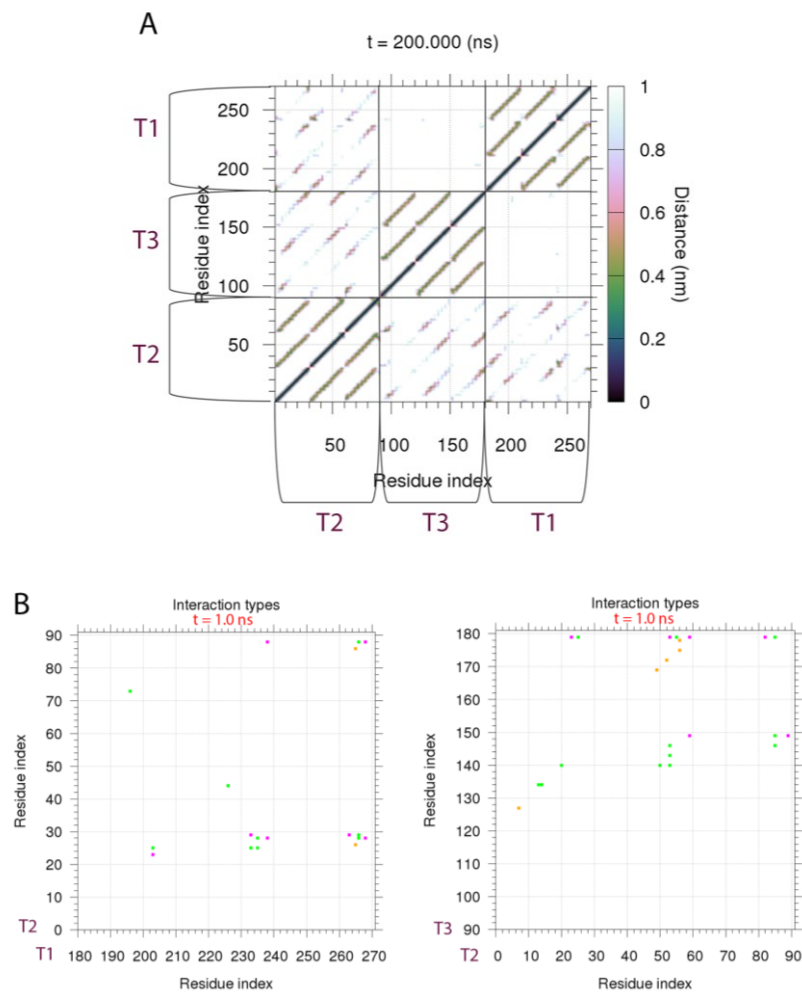 A
t = 200.000 (ns)
T1
T3
T2
Residue index
250
200
150
100
50
1
0.8
0.6
0.4
0.2
0
Distance (nm)
50 100 150 200 250
Residue index
T2 T3 T1
B
Interaction types
t = 1.0 ns
90
80
70
60
50
40
30
20
10
0
Residue index
T2
T1
180 190 200 210 220 230 240 250 260 270
Residue index
Interaction types
t = 1.0 ns
180
170
160
150
140
130
120
110
100
90
Residue index
T3
T2
0 10 20 30 40 50 60 70 80 90
Residue index